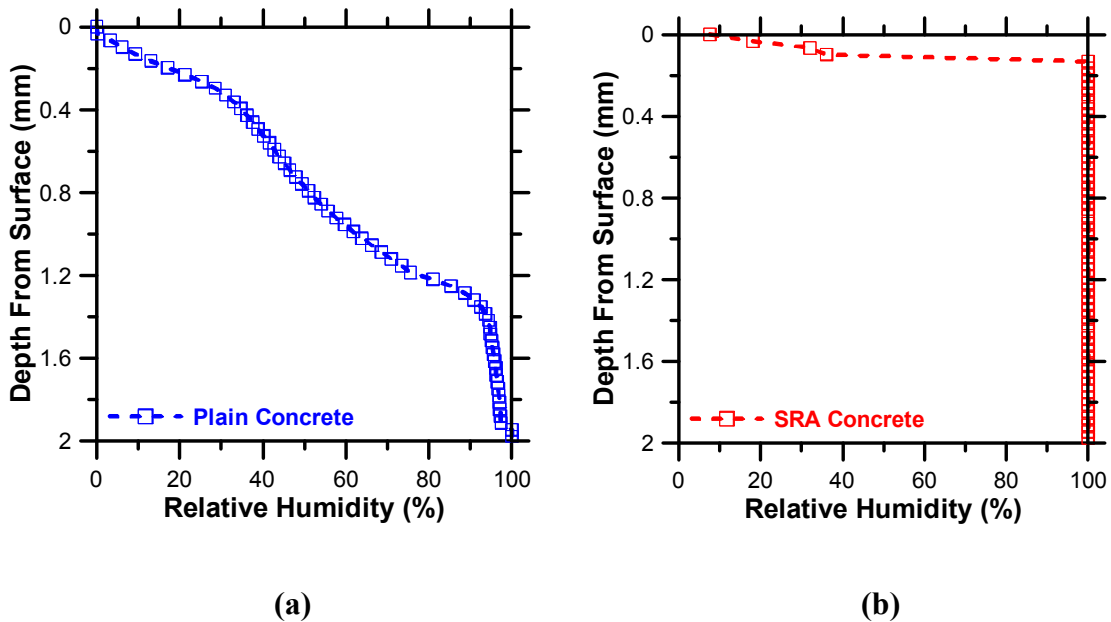 0
0.4
0.8
1.2
1.6
2
Depth From Surface (mm)
Plain Concrete
0 20 40 60 80 100
Relative Humidity (%)
(a)
0
0.4
0.8
1.2
1.6
2
Depth From Surface (mm)
SRA Concrete
0 20 40 60 80 100
Relative Humidity (%)
(b)